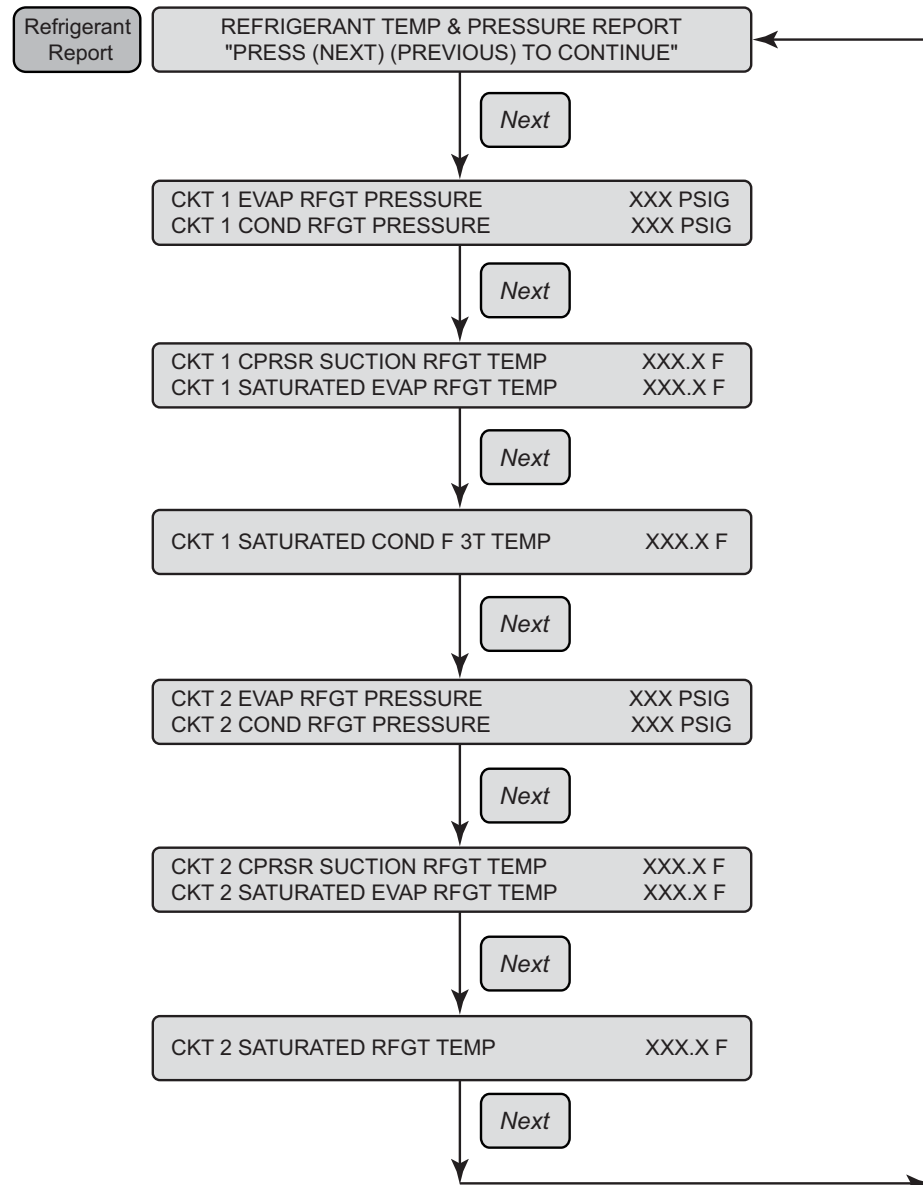 Refrigerant
Report
REFRIGERANT TEMP & PRESSURE REPORT
"PRESS (NEXT) (PREVIOUS) TO CONTINUE"
Next
CKT 1 EVAP RFGT PRESSURE XXX PSIG
CKT 1 COND RFGT PRESSURE XXX PSIG
Next
CKT 1 CPRSR SUCTION RFGT TEMP XXX.X F
CKT 1 SATURATED EVAP RFGT TEMP XXX.X F
Next
CKT 1 SATURATED COND F 3T TEMP XXX.X F
Next
CKT 2 EVAP RFGT PRESSURE XXX PSIG
CKT 2 COND RFGT PRESSURE XXX PSIG
Next
CKT 2 CPRSR SUCTION RFGT TEMP XXX.X F
CKT 2 SATURATED EVAP RFGT TEMP XXX.X F
Next
CKT 2 SATURATED RFGT TEMP XXX.X F
Next